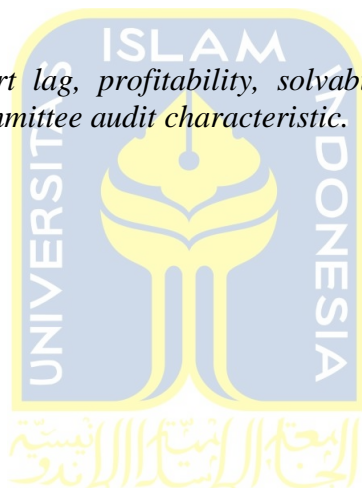 ISLAM
rt lag, profitability, solvab
mmittee audit characteristic.
UNIVERSITAS
INDONESIA